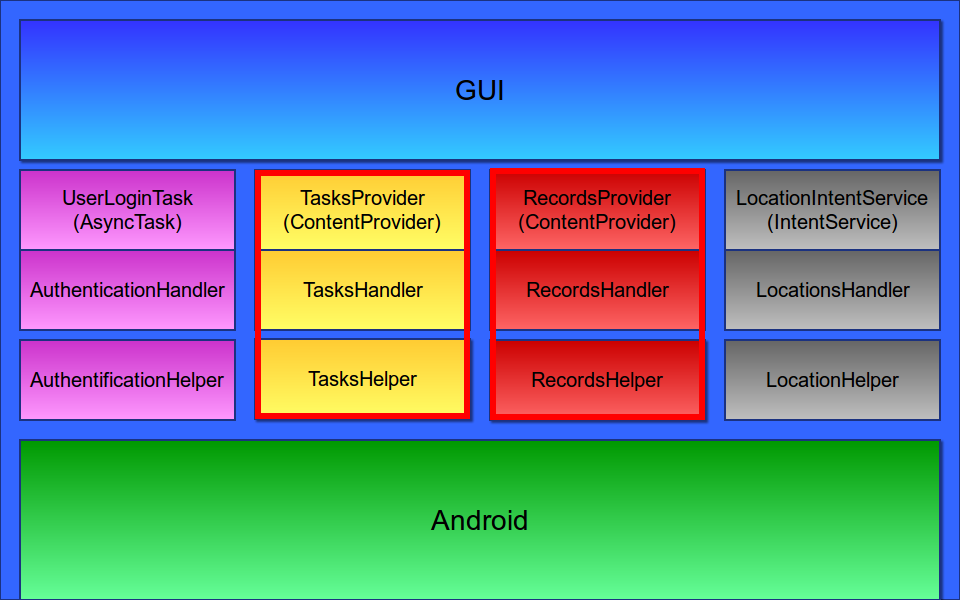 GUI
UserLoginTask
(AsyncTask)
TasksProvider
(ContentProvider)
RecordsProvider
(ContentProvider)
LocationIntentService
(IntentService)
AuthenticationHandler
TasksHandler
RecordsHandler
LocationsHandler
AuthentificationHelper
TasksHelper
RecordsHelper
LocationHelper
Android